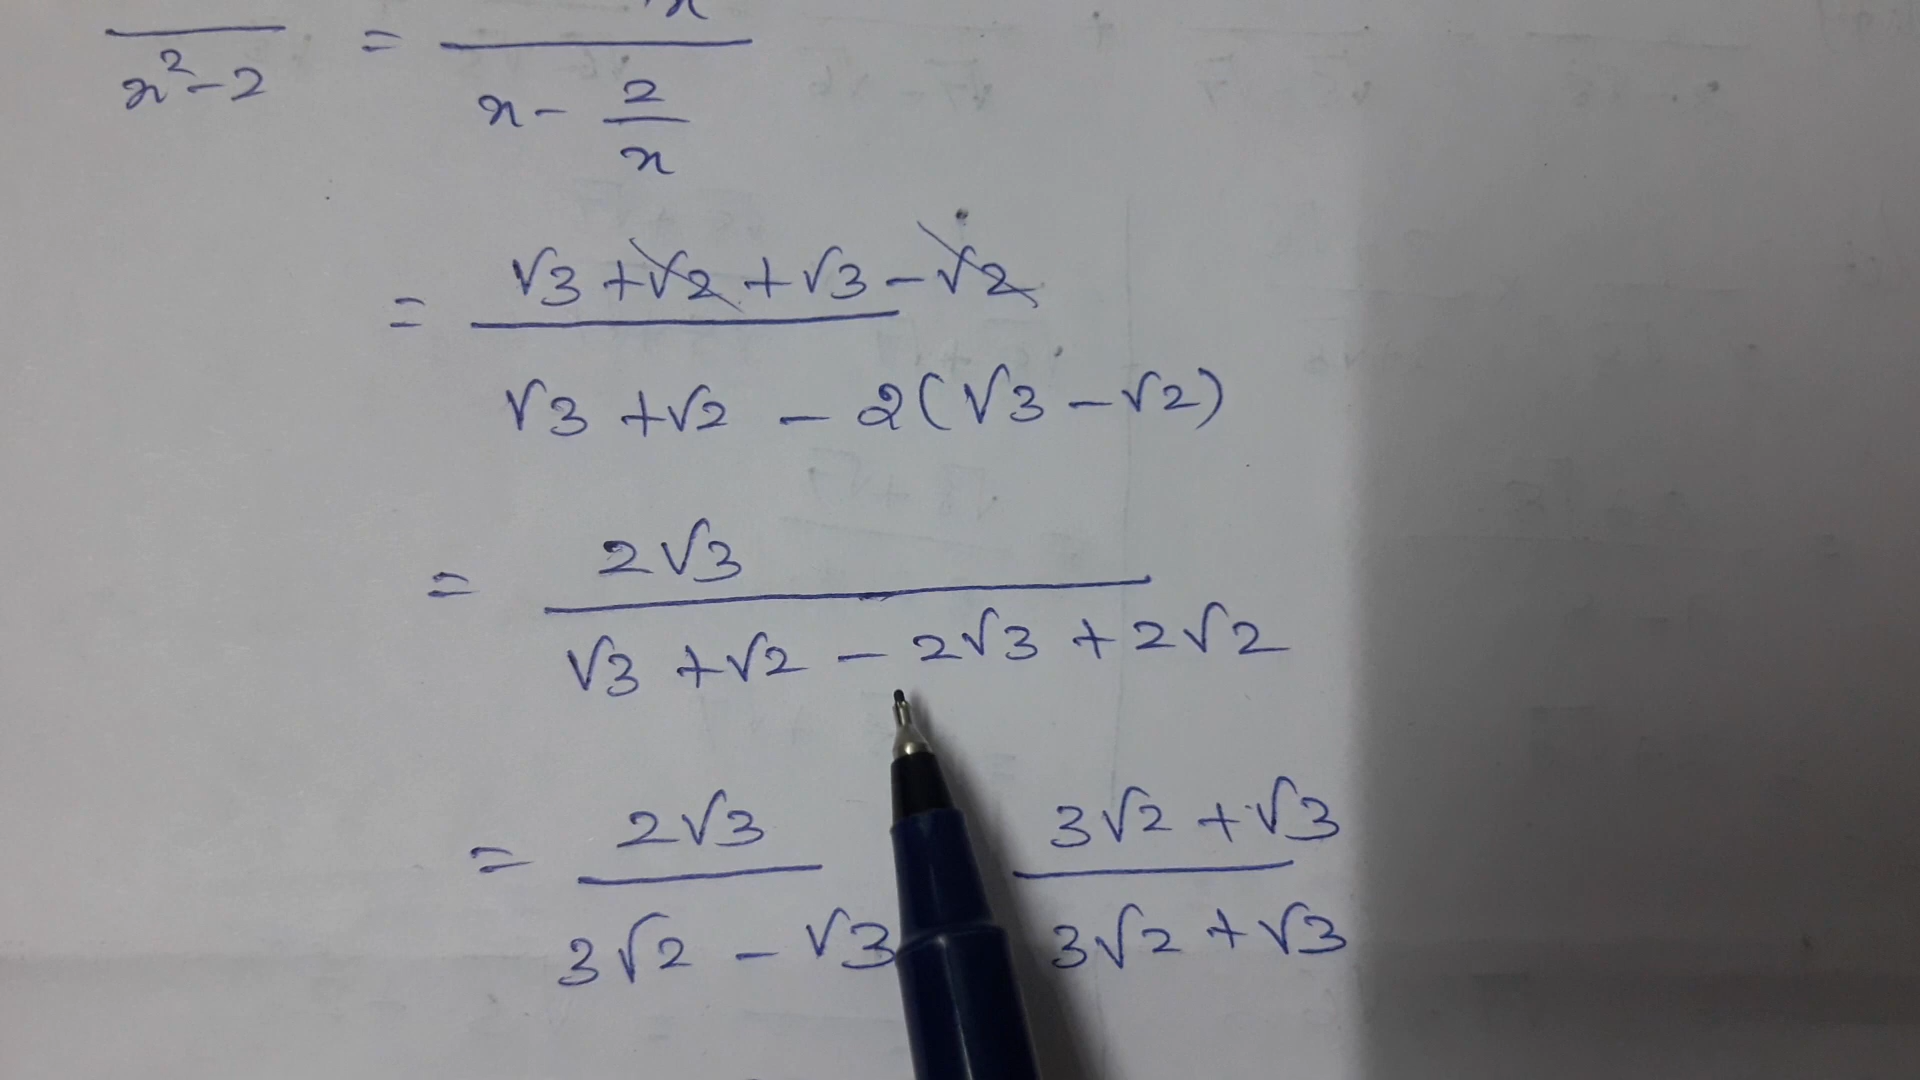 x
x²-2 = x - 2/x
= √3 + √2 + √3 - √2
√3 + √2 - 2(√3 - √2)
= 2√3
√3 + √2 - 2√3 + 2√2
= 2√3 3√2 + √3
3√2 - √3 3√2 + √3